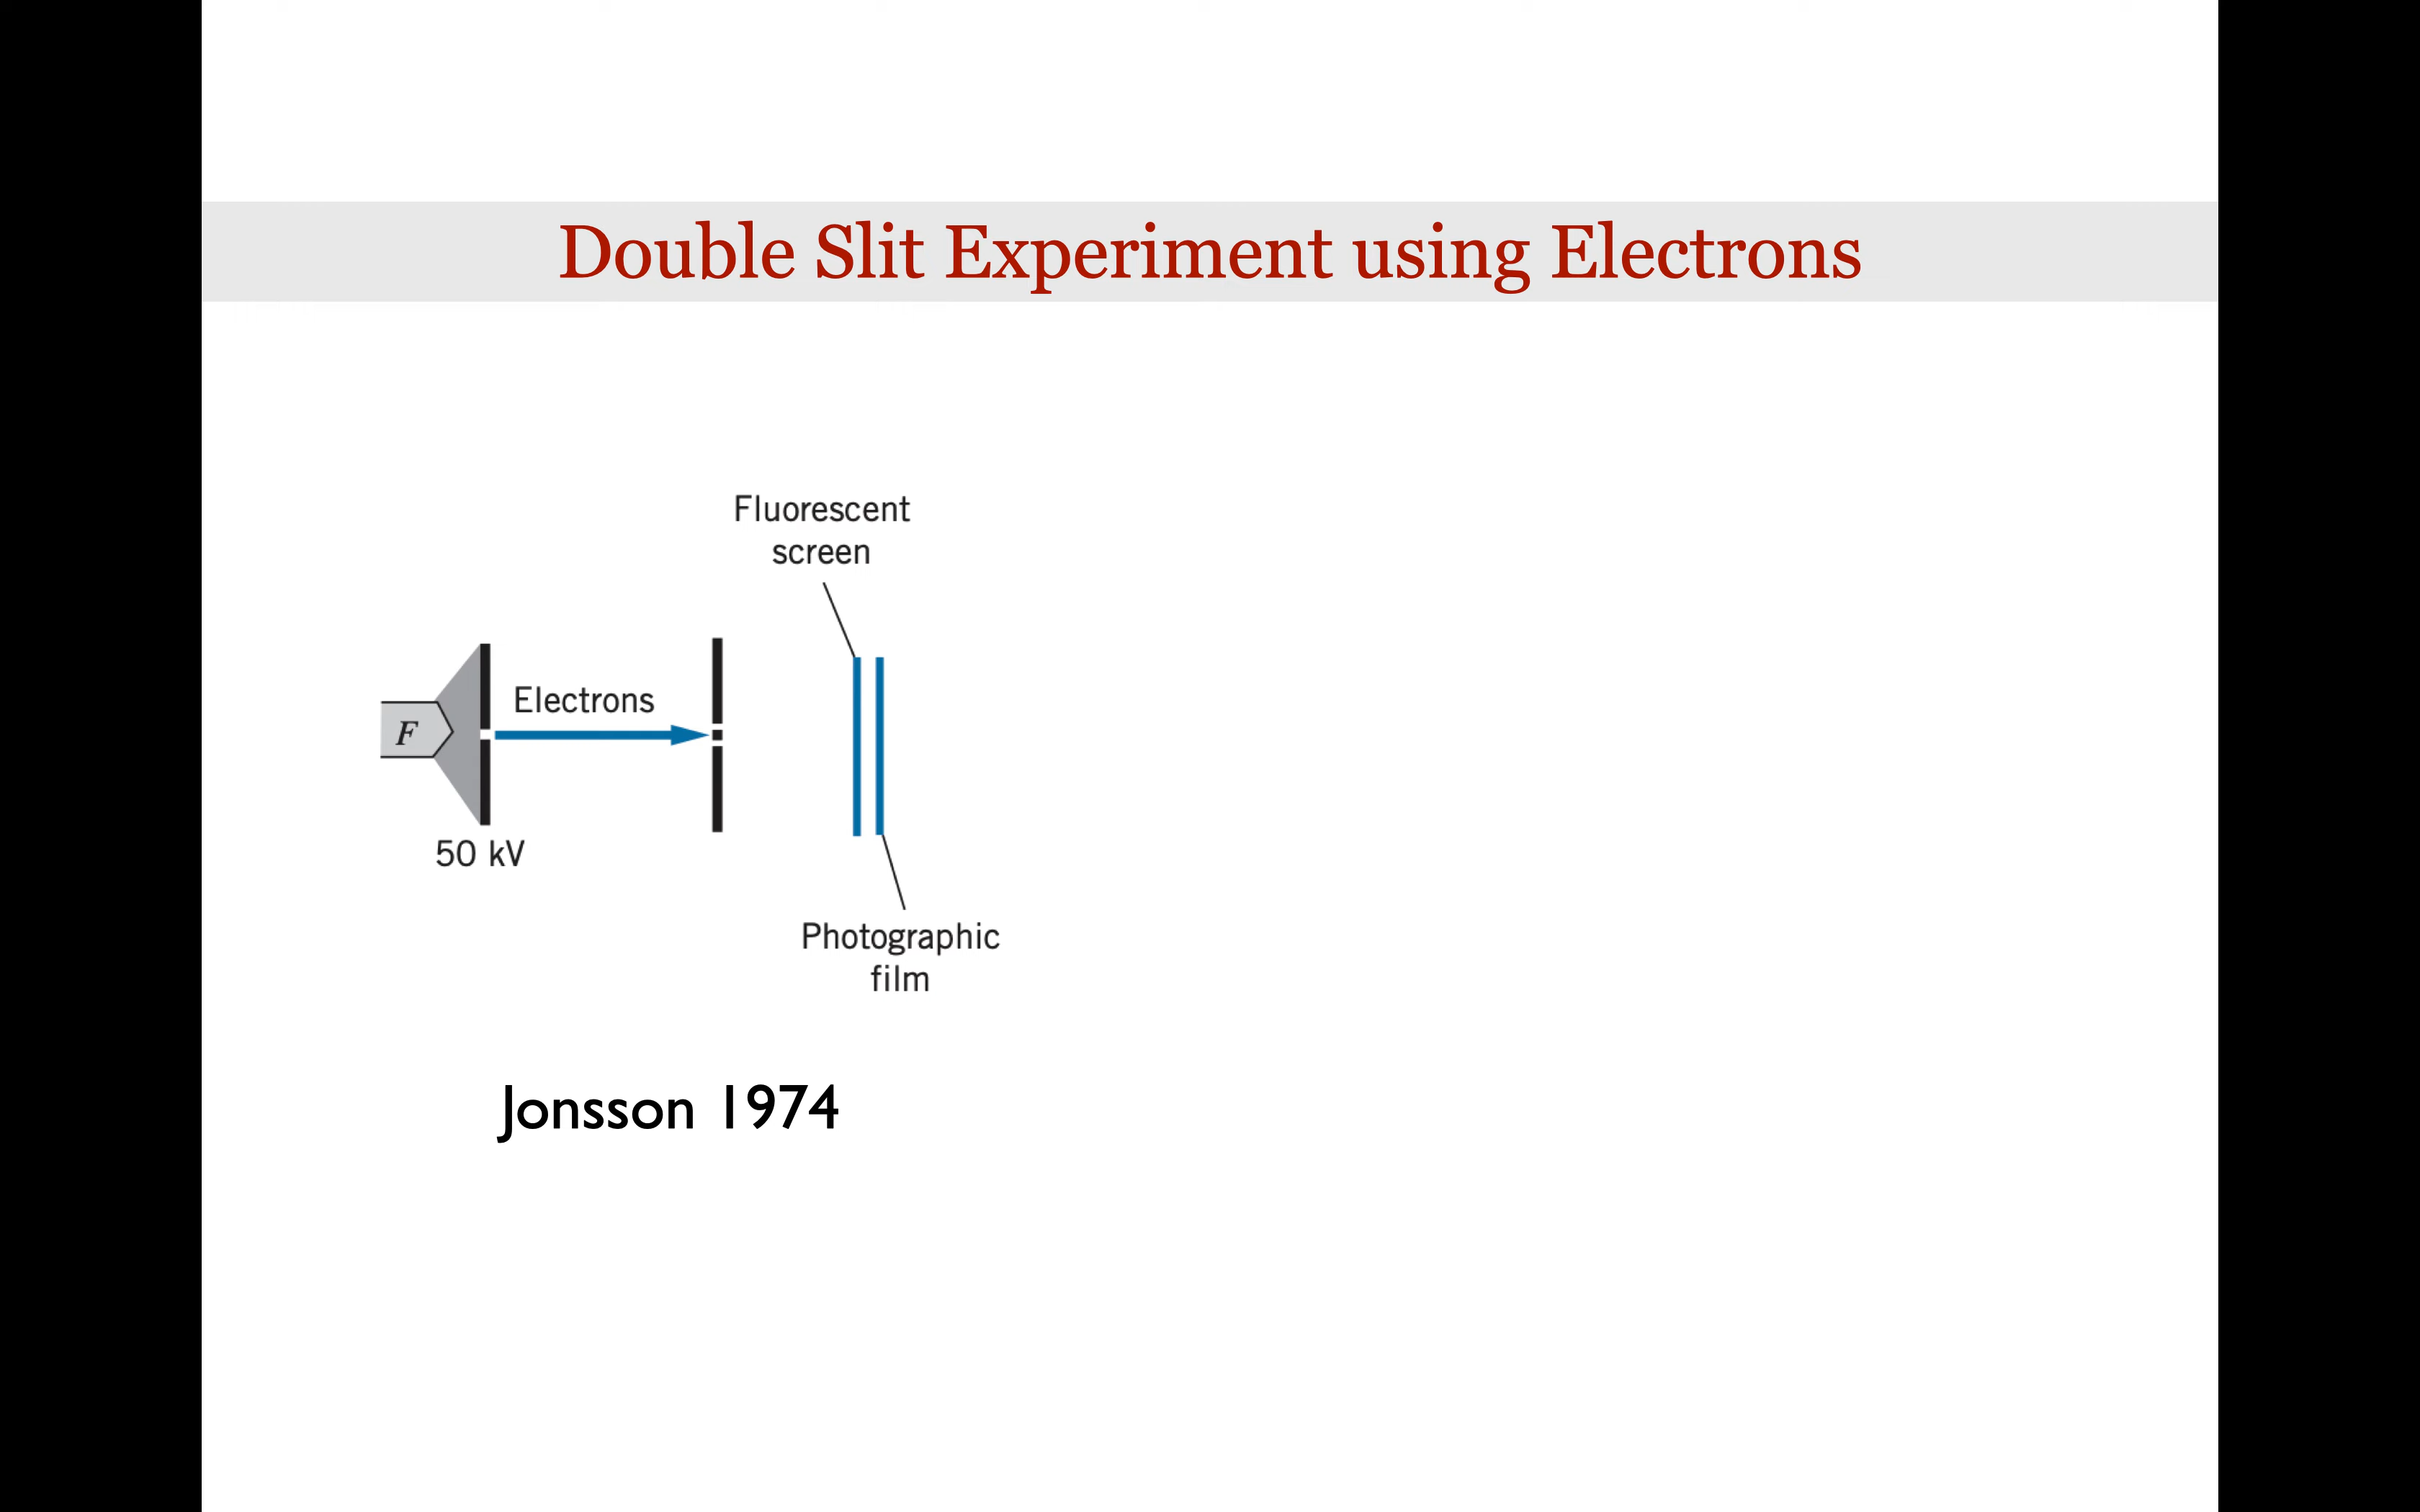 Double Slit Experiment using Electrons
Fluorescent
screen
Electrons
F
50 kV
Photographic
film
Jonsson 1974